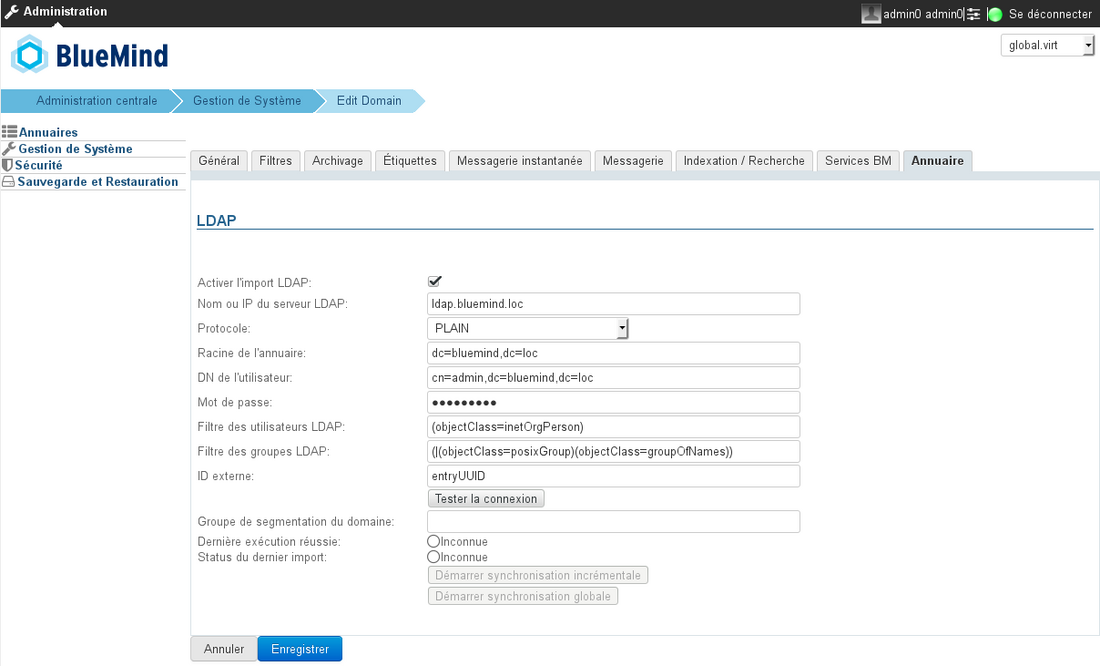 Administration
admin0 admin0 Se déconnecter
BlueMind
global.virt
Administration centrale Gestion de Système Edit Domain
Annuaires
Gestion de Système
Sécurité
Sauvegarde et Restauration
Général Filtres Archivage Étiquettes Messagerie instantanée Messagerie Indexation / Recherche Services BM Annuaire
LDAP
Activer l'import LDAP:
Nom ou IP du serveur LDAP: ldap.bluemind.loc
Protocole: PLAIN
Racine de l'annuaire: dc=bluemind,dc=loc
DN de l'utilisateur: cn=admin,dc=bluemind,dc=loc
Mot de passe: •••••••••
Filtre des utilisateurs LDAP: (objectClass=inetOrgPerson)
Filtre des groupes LDAP: (|(objectClass=posixGroup)(objectClass=groupOfNames))
ID externe: entryUUID
Tester la connexion
Groupe de segmentation du domaine:
Dernière exécution réussie: Inconnue
Status du dernier import: Inconnue
Démarrer synchronisation incrémentale
Démarrer synchronisation globale
Annuler Enregistrer